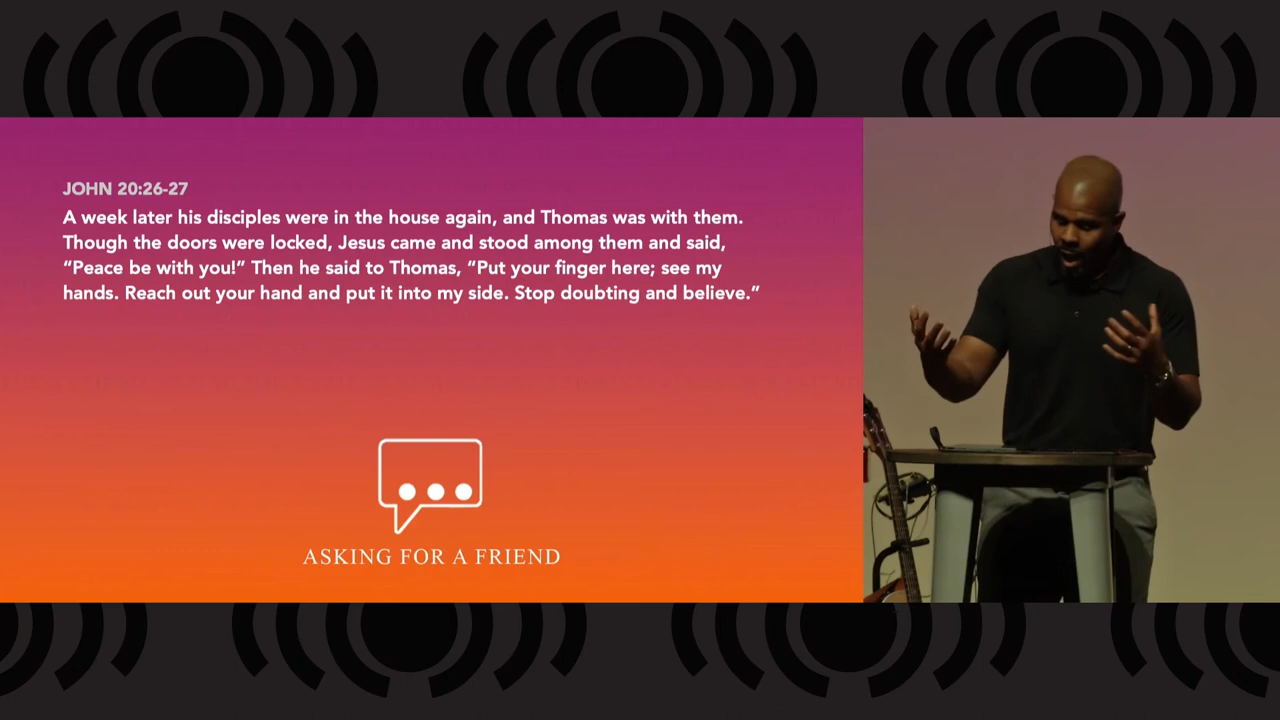 JOHN 20:26-27
A week later his disciples were in the house again, and Thomas was with them.
Though the doors were locked, Jesus came and stood among them and said,
“Peace be with you!” Then he said to Thomas, “Put your finger here; see my
hands. Reach out your hand and put it into my side. Stop doubting and believe.”
ASKING FOR A FRIEND